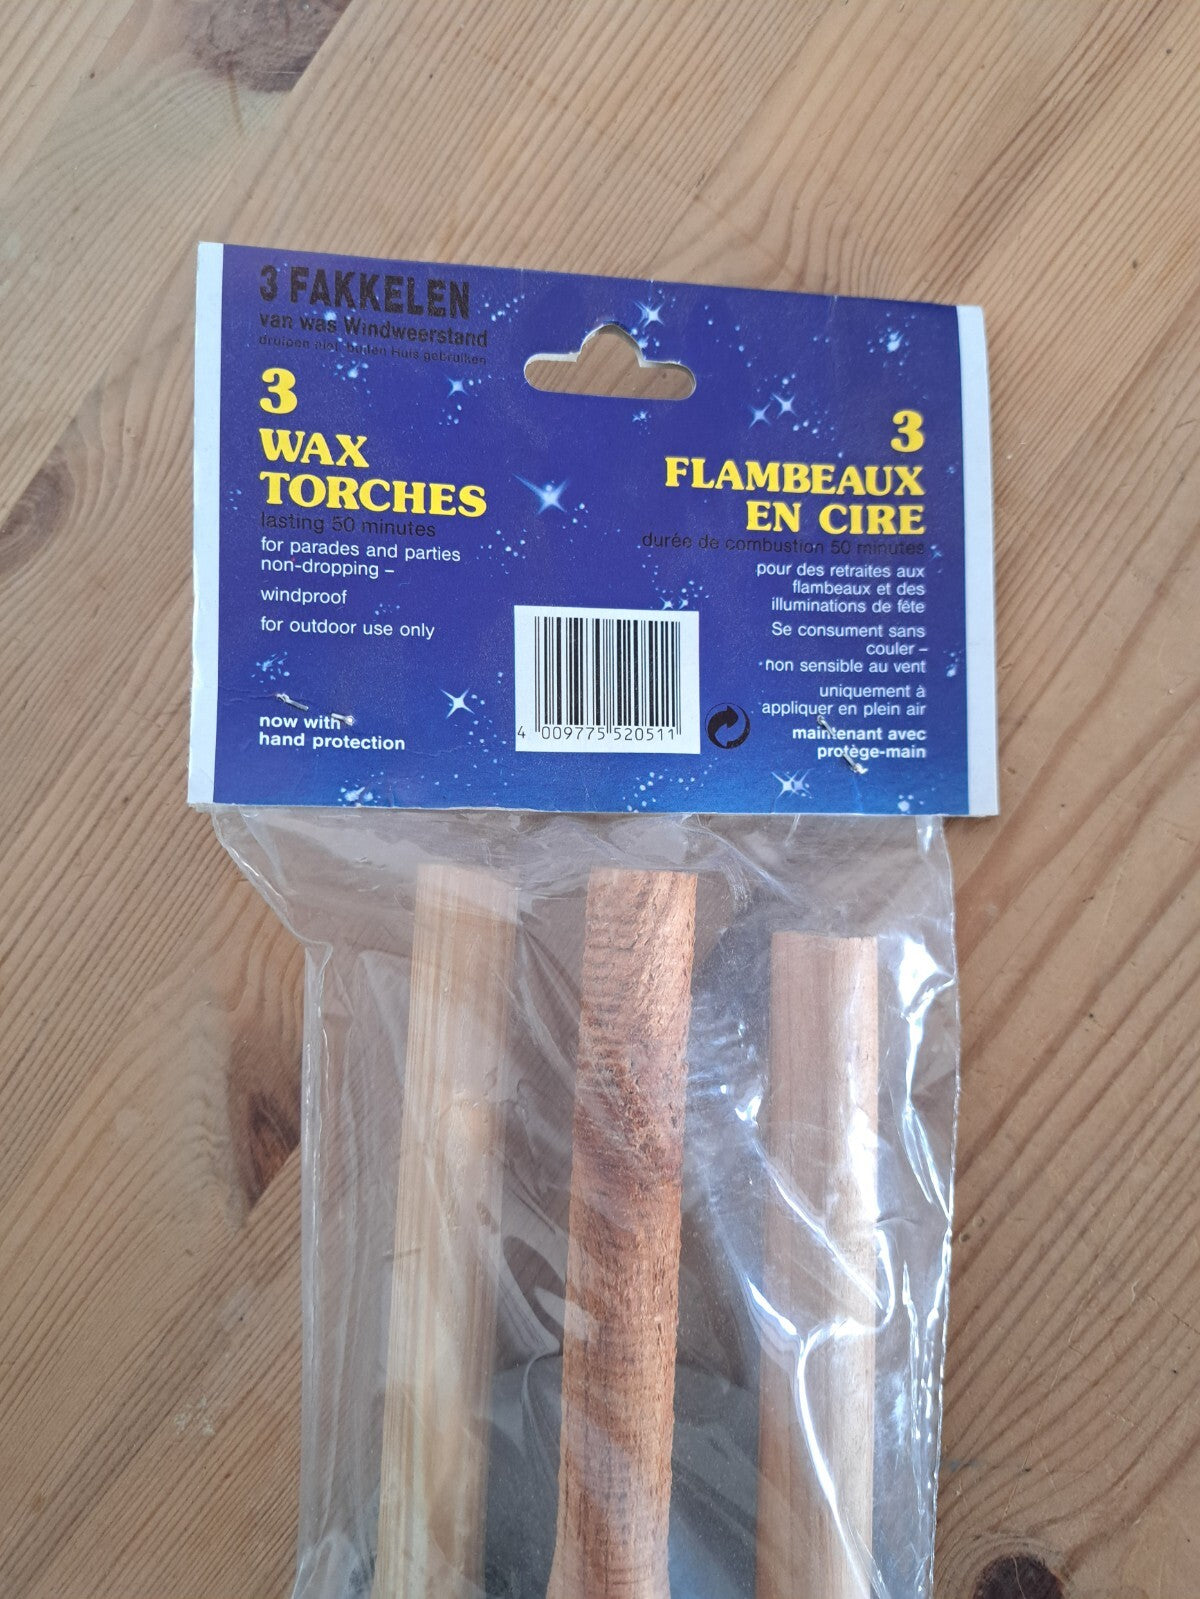 3 FAKKELEN
van was Windweerstand
druipen niet, buiten Huis gebruiken
3
WAX
TORCHES
lasting 50 minutes
for parades and parties
non-dropping –
windproof
for outdoor use only
now with
hand protection
3
FLAMBEAUX
EN CIRE
durée de combustion 50 minutes
pour des retraites aux
flambeaux et des
illuminations de fête
Se consument sans
couler –
non sensible au vent
uniquement à
appliquer en plein air
maintenant avec
protège-main
4 009775 520511